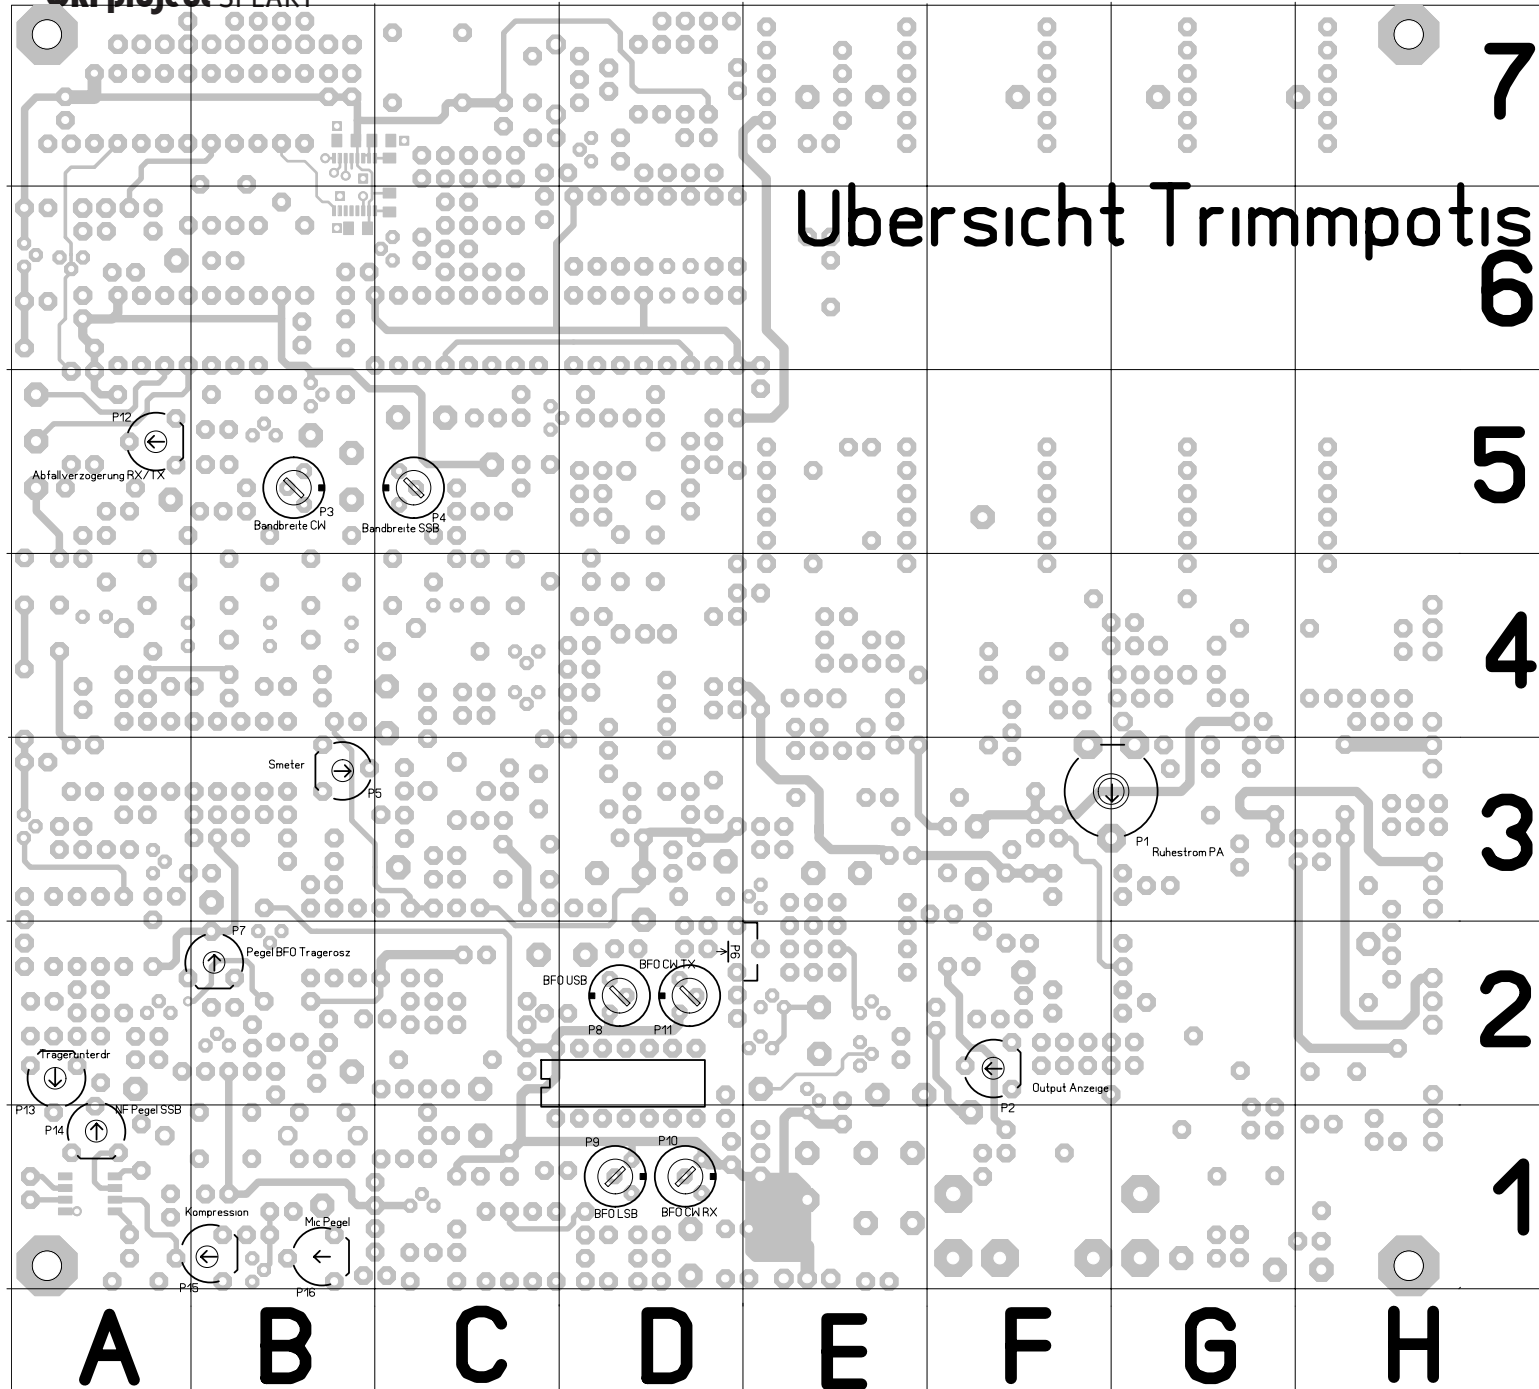 QRPproject SPEAKY
7
Ubersicht Trimmpotis
6
P12
Abfallverzogerung RX/TX
P3
Bandbreite CW
P4
Bandbreite SSB
5
4
Smeter
P5
P1
Ruhestrom PA
3
P7
Pegel BFO Tragerosz
BFO USB
P8
BFO CW TX
P11
P6
2
Tragerunterdr
P13
NF Pegel SSB
P14
Output Anzeige
P2
P9
BFO LSB
P10
BFO CW RX
1
Kompression
P15
Mic Pegel
P16
A B C D E F G H